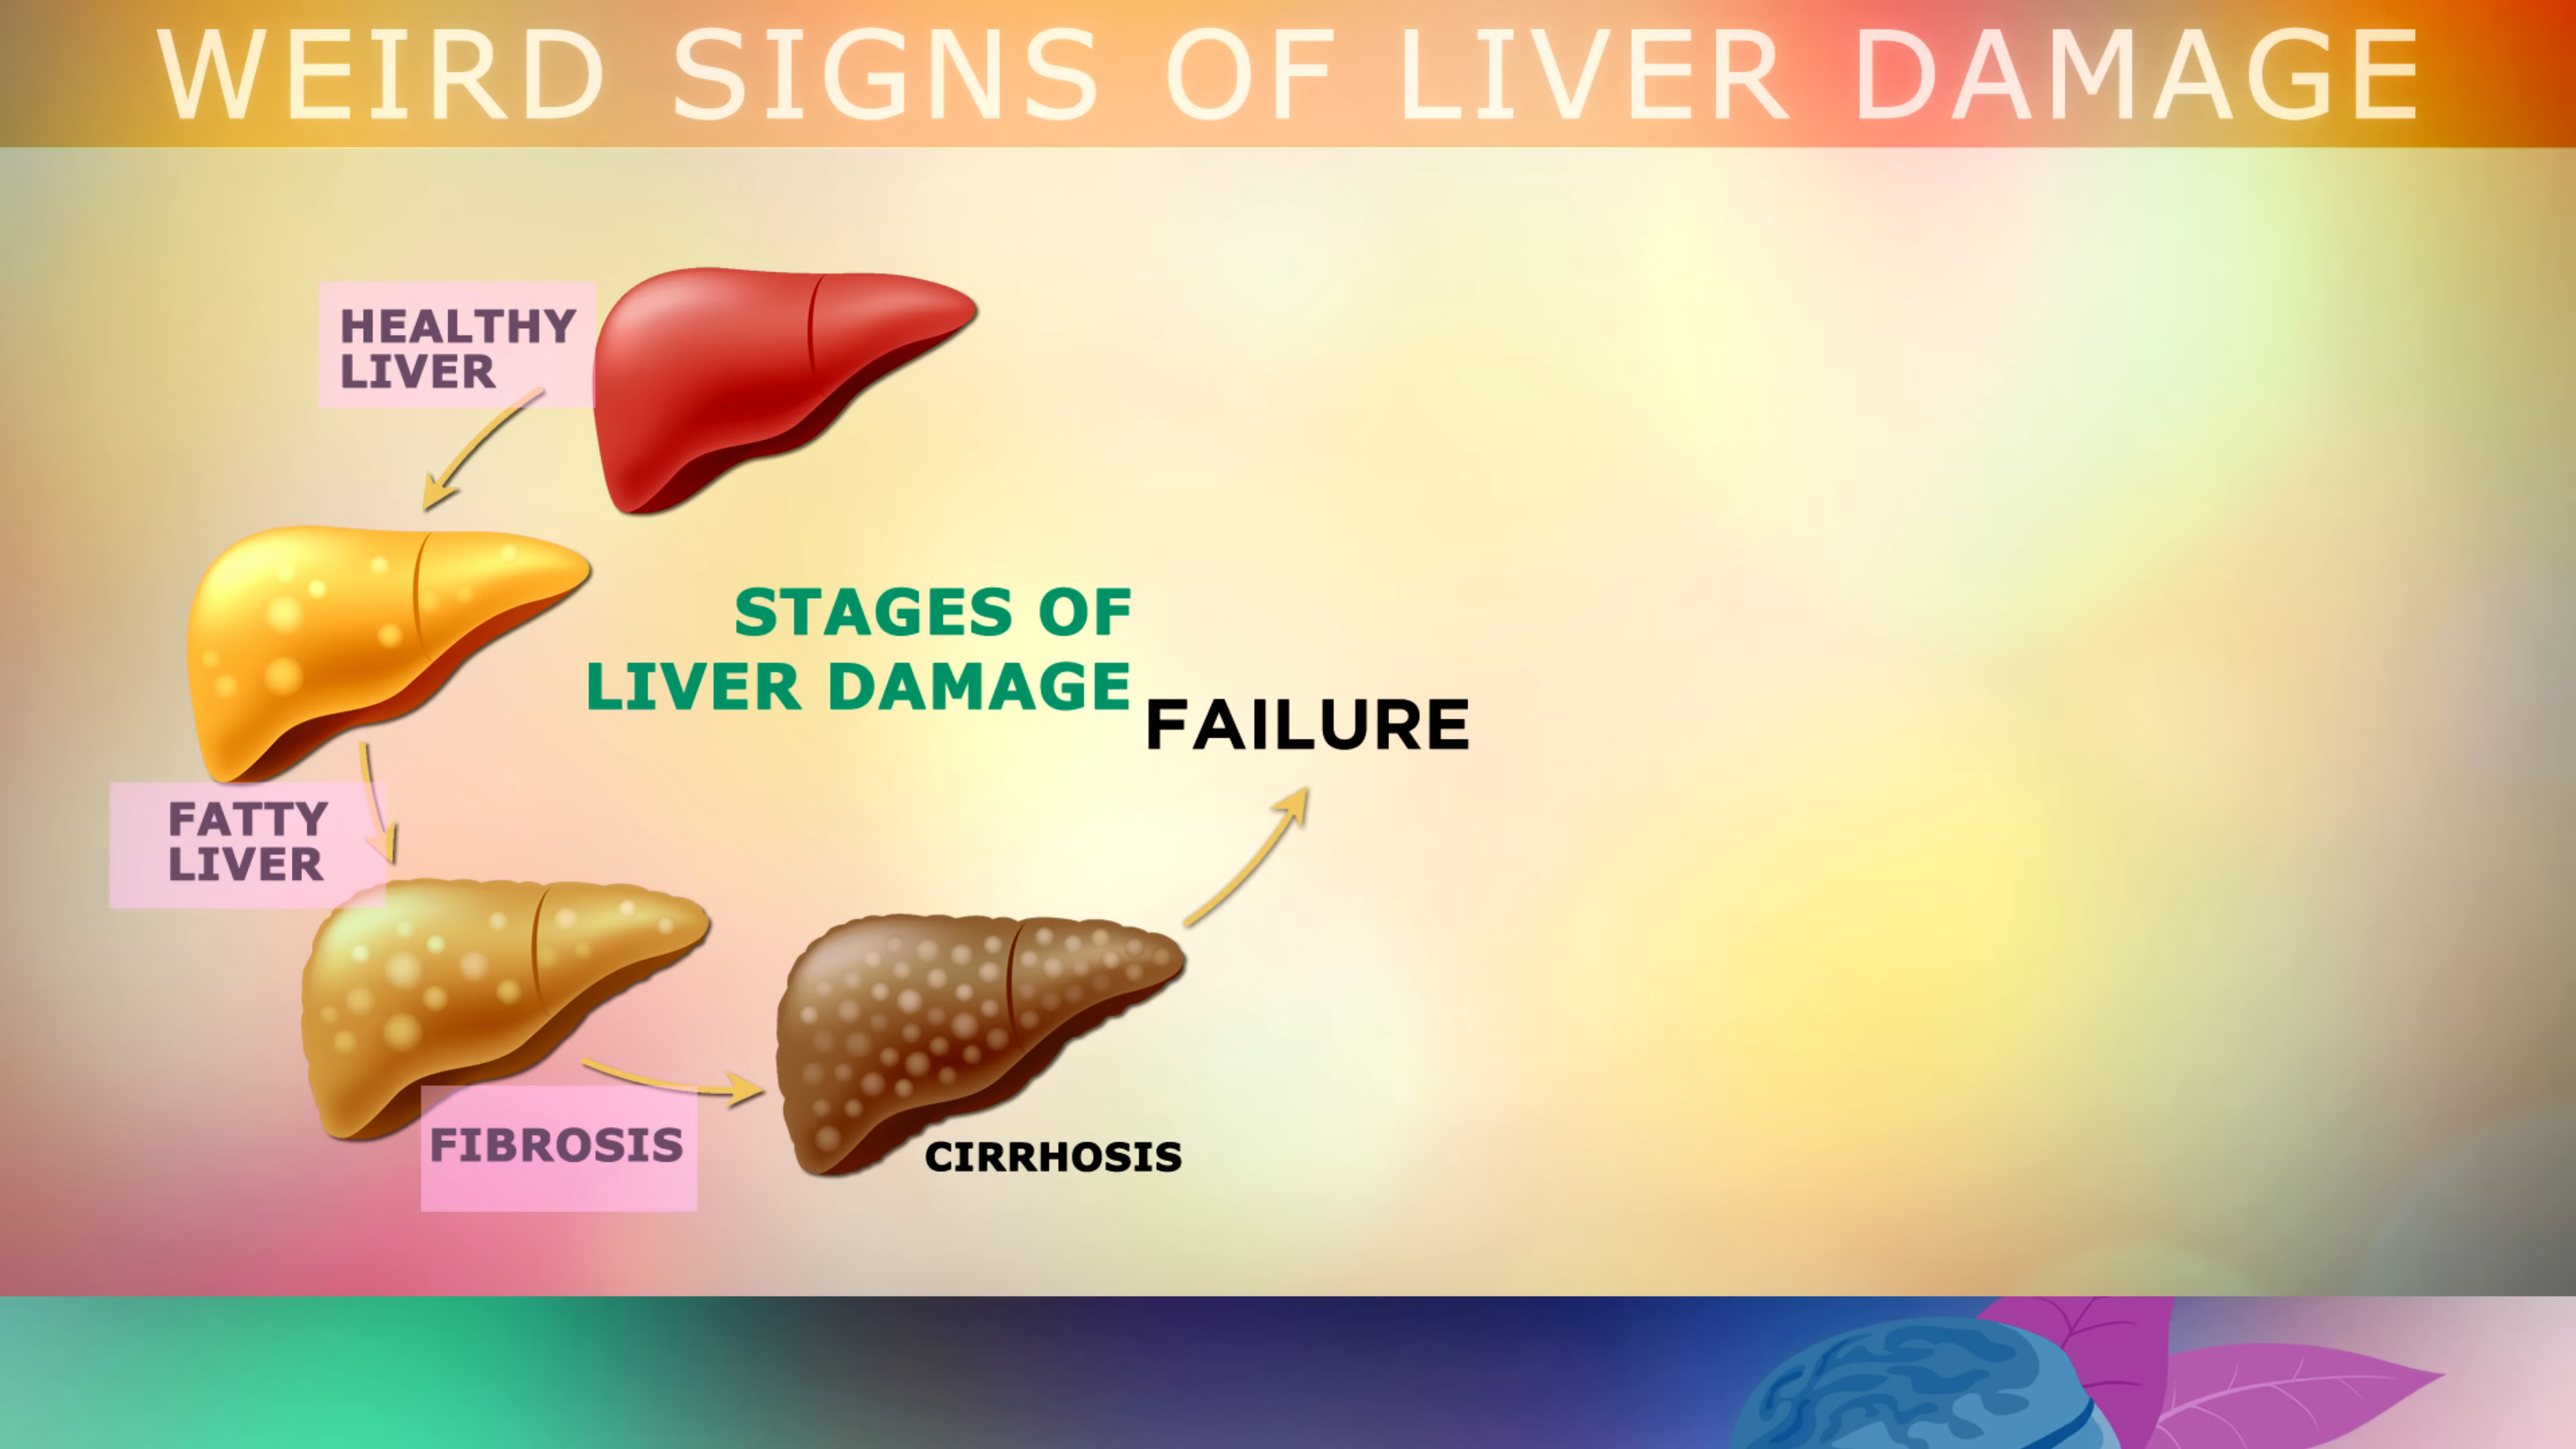 WEIRD SIGNS OF LIVER DAMAGE
HEALTHY
LIVER
STAGES OF
LIVER DAMAGE
FAILURE
FATTY
LIVER
FIBROSIS
CIRRHOSIS